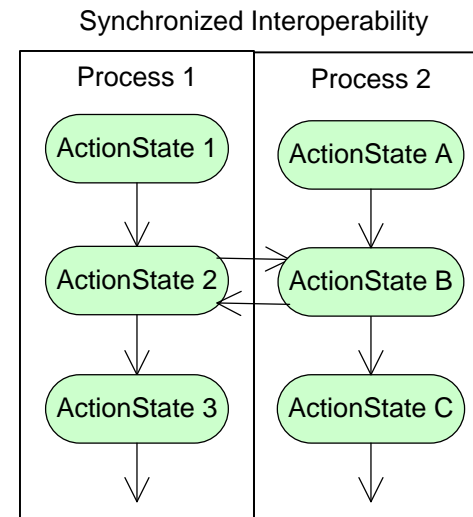 Synchronized Interoperability
Process 1
Process 2
ActionState 1
ActionState A
ActionState 2
ActionState B
ActionState 3
ActionState C